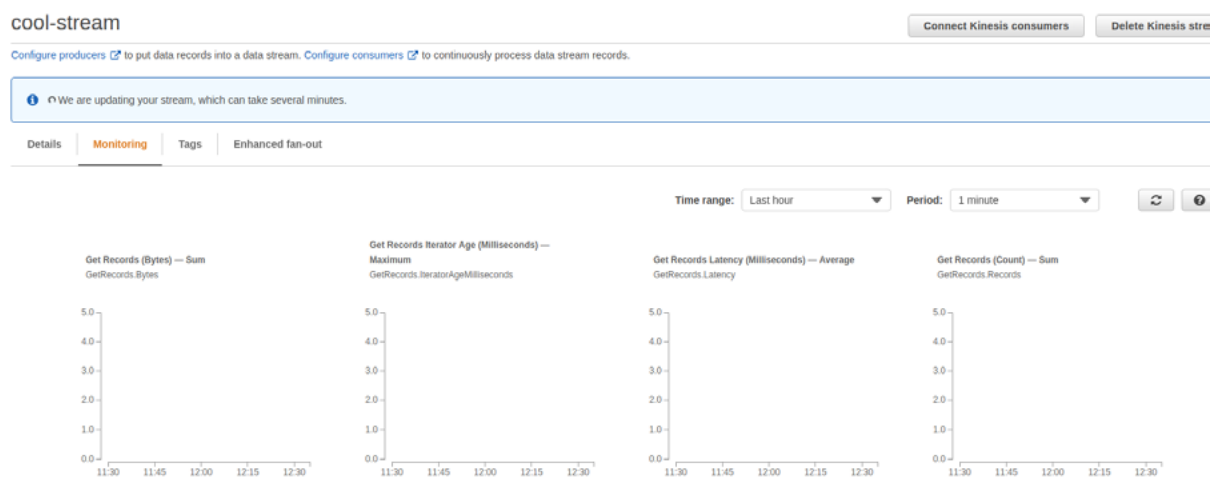 cool-stream
Connect Kinesis consumers
Delete Kinesis stre
Configure producers to put data records into a data stream. Configure consumers to continuously process data stream records.
We are updating your stream, which can take several minutes.
Details Monitoring Tags Enhanced fan-out
Time range: Last hour Period: 1 minute
Get Records (Bytes) — Sum
GetRecords.Bytes
5.0
4.0
3.0
2.0
1.0
0.0
11:30 11:45 12:00 12:15 12:30
Get Records Iterator Age (Milliseconds) —
Maximum
GetRecords.IteratorAgeMilliseconds
5.0
4.0
3.0
2.0
1.0
0.0
11:30 11:45 12:00 12:15 12:30
Get Records Latency (Milliseconds) — Average
GetRecords.Latency
5.0
4.0
3.0
2.0
1.0
0.0
11:30 11:45 12:00 12:15 12:30
Get Records (Count) — Sum
GetRecords.Records
5.0
4.0
3.0
2.0
1.0
0.0
11:30 11:45 12:00 12:15 12:30